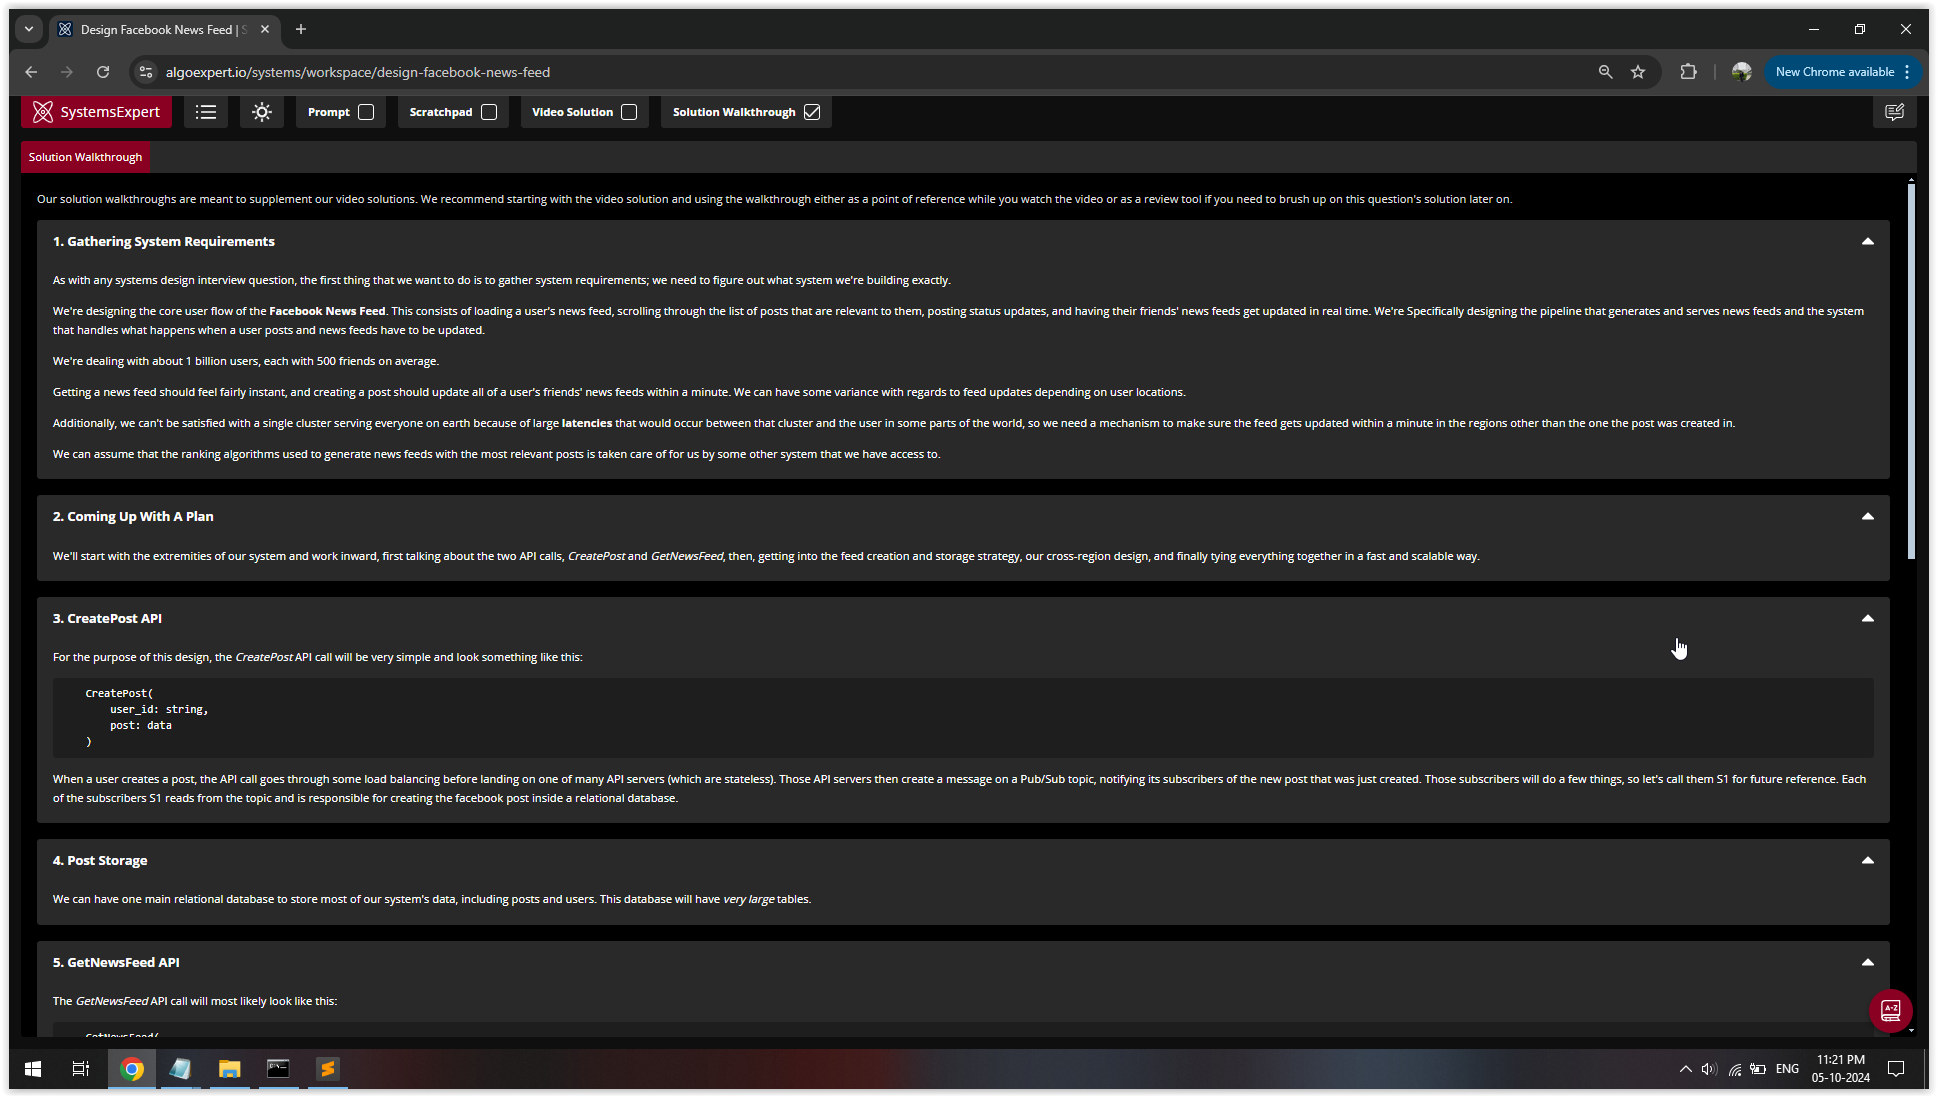 Design Facebook News Feed | S
algoexpert.io/systems/workspace/design-facebook-news-feed
New Chrome available
SystemsExpert
Prompt
Scratchpad
Video Solution
Solution Walkthrough
Solution Walkthrough
Our solution walkthroughs are meant to supplement our video solutions. We recommend starting with the video solution and using the walkthrough either as a point of reference while you watch the video or as a review tool if you need to brush up on this question's solution later on.
1. Gathering System Requirements
As with any systems design interview question, the first thing that we want to do is to gather system requirements; we need to figure out what system we're building exactly.
We're designing the core user flow of the Facebook News Feed. This consists of loading a user's news feed, scrolling through the list of posts that are relevant to them, posting status updates, and having their friends' news feeds get updated in real time. We're Specifically designing the pipeline that generates and serves news feeds and the system
that handles what happens when a user posts and news feeds have to be updated.
We're dealing with about 1 billion users, each with 500 friends on average.
Getting a news feed should feel fairly instant, and creating a post should update all of a user's friends' news feeds within a minute. We can have some variance with regards to feed updates depending on user locations.
Additionally, we can't be satisfied with a single cluster serving everyone on earth because of large latencies that would occur between that cluster and the user in some parts of the world, so we need a mechanism to make sure the feed gets updated within a minute in the regions other than the one the post was created in.
We can assume that the ranking algorithms used to generate news feeds with the most relevant posts is taken care of for us by some other system that we have access to.
2. Coming Up With A Plan
We'll start with the extremities of our system and work inward, first talking about the two API calls, CreatePost and GetNewsFeed, then, getting into the feed creation and storage strategy, our cross-region design, and finally tying everything together in a fast and scalable way.
3. CreatePost API
For the purpose of this design, the CreatePost API call will be very simple and look something like this:
CreatePost(
user_id: string,
post: data
)
When a user creates a post, the API call goes through some load balancing before landing on one of many API servers (which are stateless). Those API servers then create a message on a Pub/Sub topic, notifying its subscribers of the new post that was just created. Those subscribers will do a few things, so let's call them S1 for future reference. Each
of the subscribers S1 reads from the topic and is responsible for creating the facebook post inside a relational database.
4. Post Storage
We can have one main relational database to store most of our system's data, including posts and users. This database will have very large tables.
5. GetNewsFeed API
The GetNewsFeed API call will most likely look like this:
GetNewsFeed(
A-Z
ENG
11:21 PM
05-10-2024